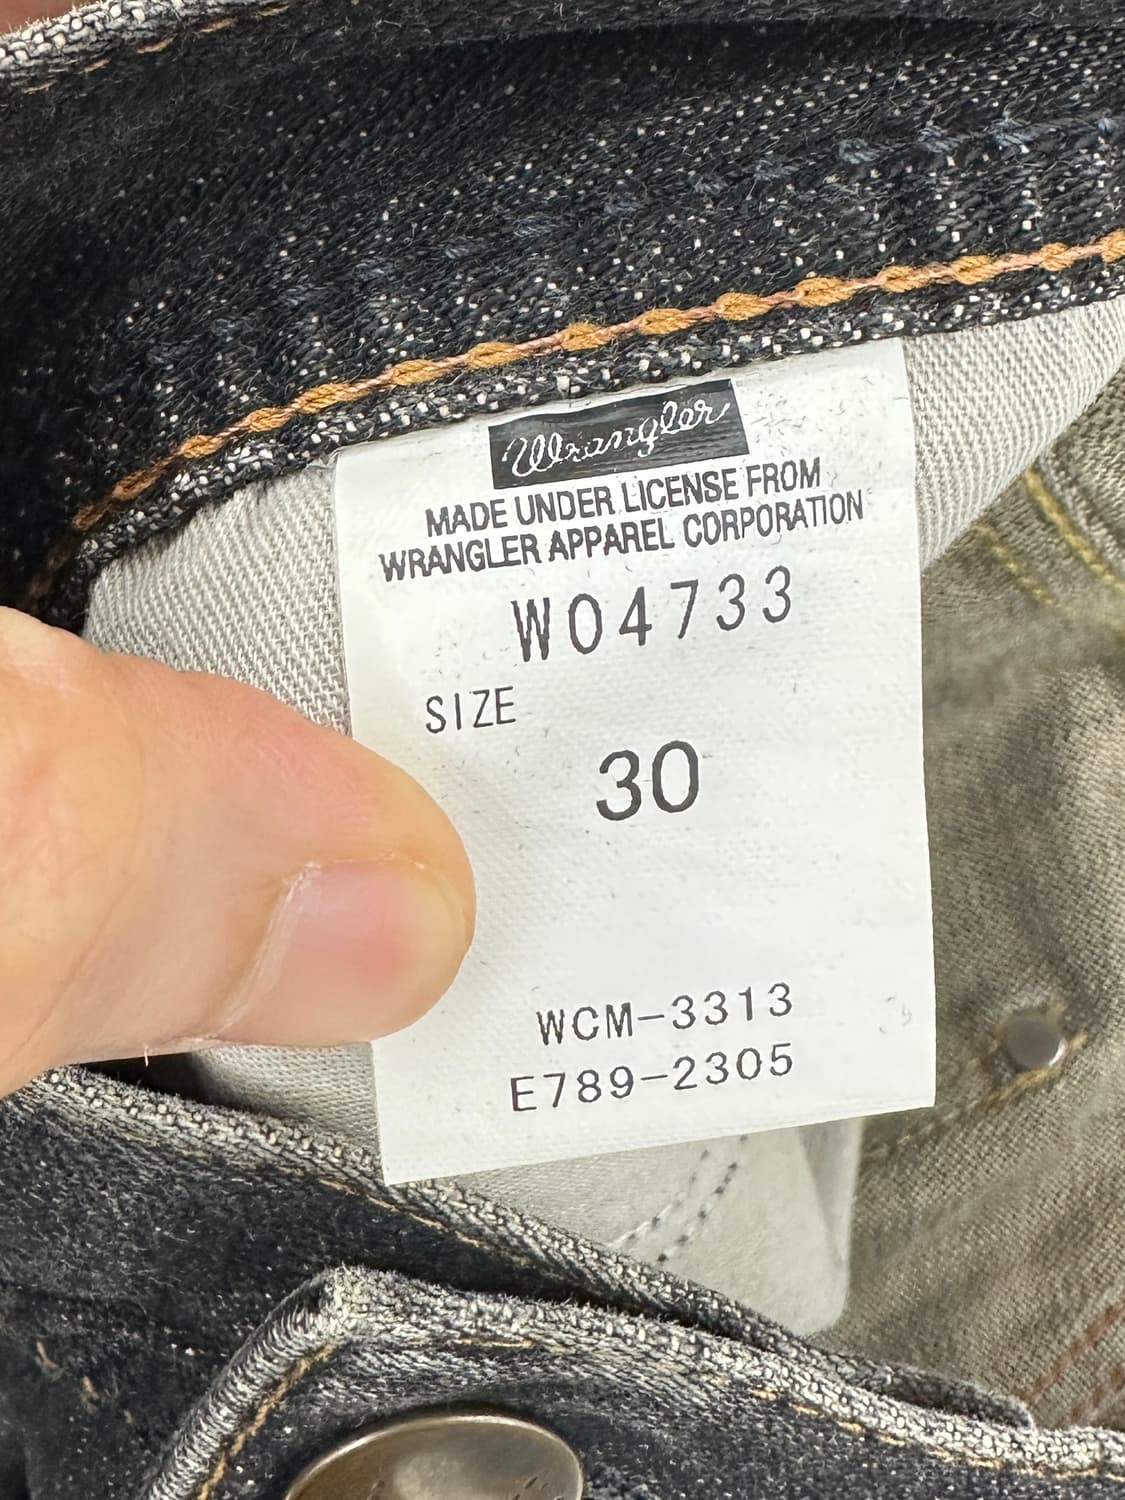 Wrangler
MADE UNDER LICENSE FROM
WRANGLER APPAREL CORPORATION
W04733
SIZE
30
WCM-3313
E789-2305